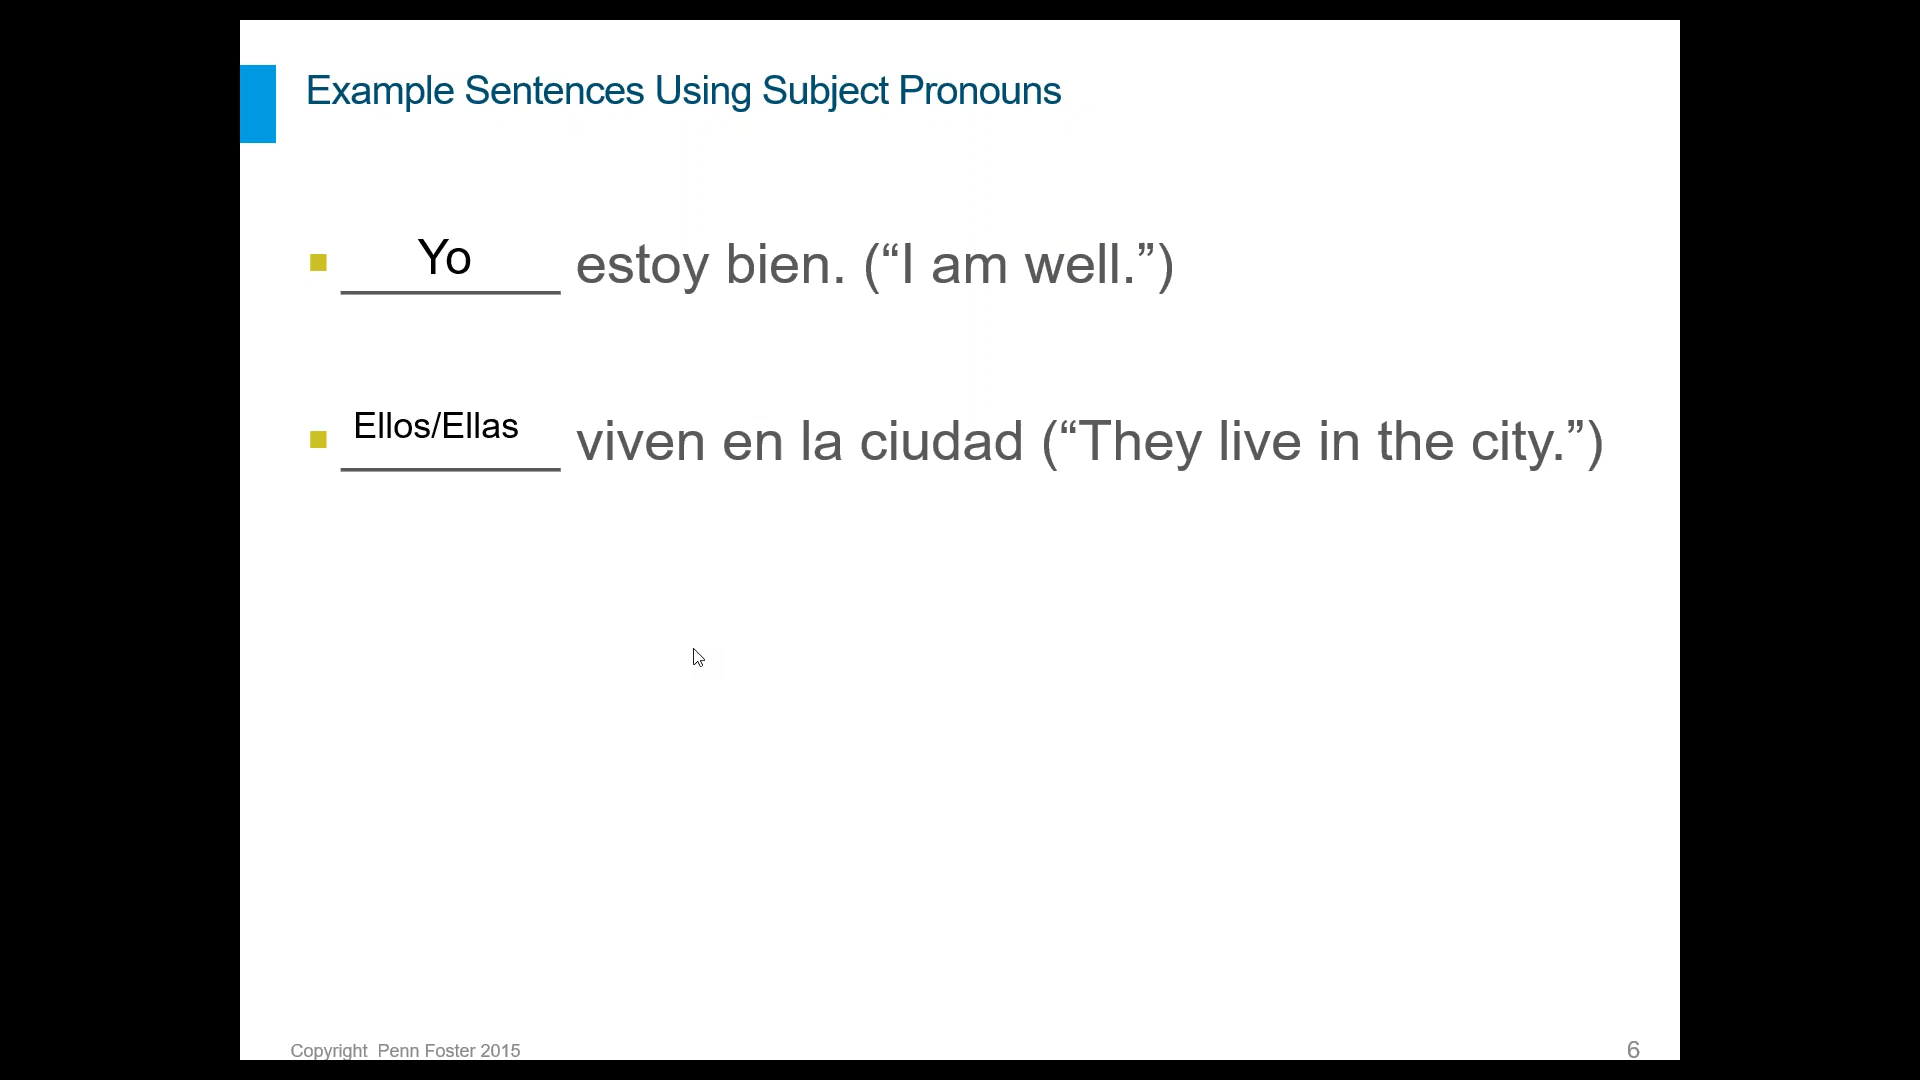 Example Sentences Using Subject Pronouns
Yo estoy bien. (“I am well.”)
Ellos/Ellas viven en la ciudad (“They live in the city.”)
Copyright Penn Foster 2015
6